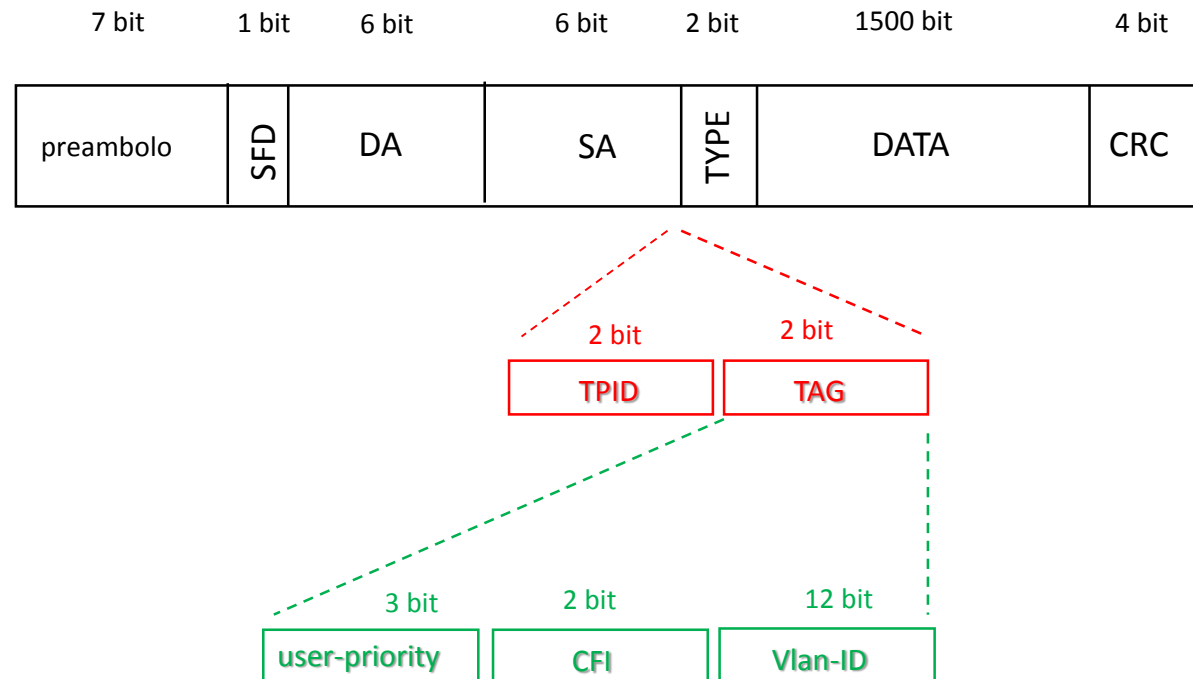 7 bit 1 bit 6 bit 6 bit 2 bit 1500 bit 4 bit
preambolo SFD DA SA TYPE DATA CRC
2 bit 2 bit
TPID TAG
3 bit 2 bit 12 bit
user-priority CFI Vlan-ID